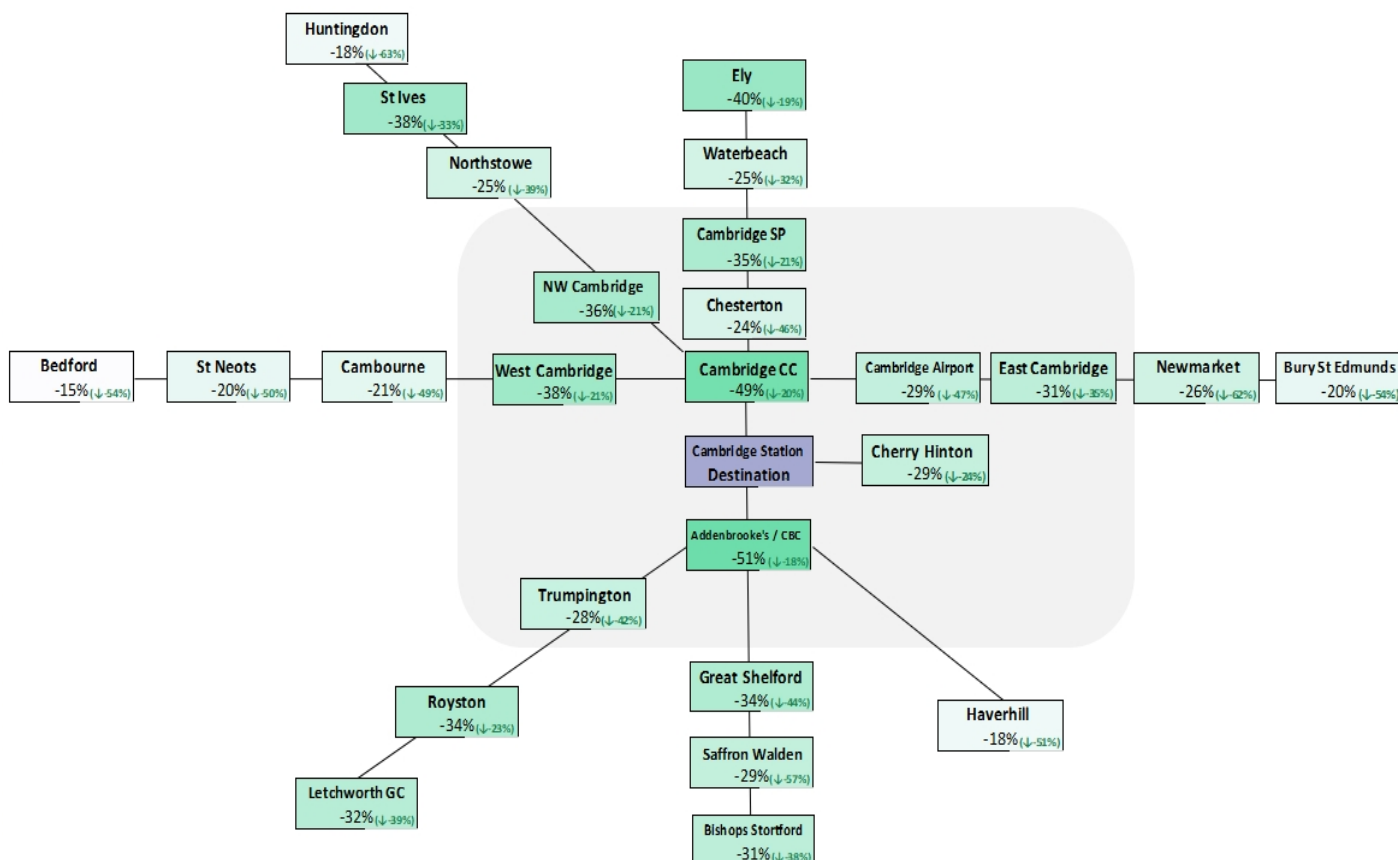 Huntingdon
-18%(↓-63%)
St Ives
-38%(↓-33%)
Northstowe
-25% (↓-39%)
Ely
-40%(↓-19%)
Waterbeach
-25%(↓-32%)
Cambridge SP
-35%(↓-21%)
NW Cambridge
-36%(↓-21%)
Chesterton
-24%(↓-46%)
Bedford
-15%(↓-54%)
St Neots
-20%(↓-50%)
Cambourne
-21%(↓-49%)
West Cambridge
-38%(↓-21%)
Cambridge CC
-49%(↓-20%)
Cambridge Airport
-29%(↓-47%)
East Cambridge
-31%(↓-35%)
Newmarket
-26%(↓-62%)
Bury St Edmunds
-20%(↓-54%)
Cambridge Station
Destination
Cherry Hinton
-29%(↓-24%)
Addenbrooke's / CBC
-51%(↓-18%)
Trumpington
-28%(↓-42%)
Great Shelford
-34%(↓-44%)
Royston
-34%(↓-23%)
Haverhill
-18%(↓-51%)
Saffron Walden
-29%(↓-57%)
Letchworth GC
-32%(↓-39%)
Bishops Stortford
-31%(↓-38%)